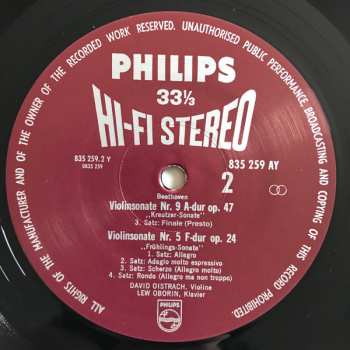 ALL RIGHTS OF THE MANUFACTURER AND OF THE OWNER OF THE RECORDED WORK RESERVED. UNAUTHORISED PUBLIC PERFORMANCE, BROADCASTING AND COPYING OF THIS RECORD PROHIBITED.
PHILIPS
33⅓
HI-FI STEREO
835 259.2 Y
0835 259
835 259 AY
2
Beethoven
Violinsonate Nr. 9 A-dur op. 47
„Kreutzer-Sonate"
3. Satz: Finale (Presto)
Violinsonate Nr. 5 F-dur op. 24
„Frühlings-Sonate"
1. Satz: Allegro
2. Satz: Adagio molto espressivo
3. Satz: Scherzo (Allegro molto)
4. Satz: Rondo (Allegro ma non troppo)
DAVID OISTRACH, Violine
LEW OBORIN, Klavier
PHILIPS